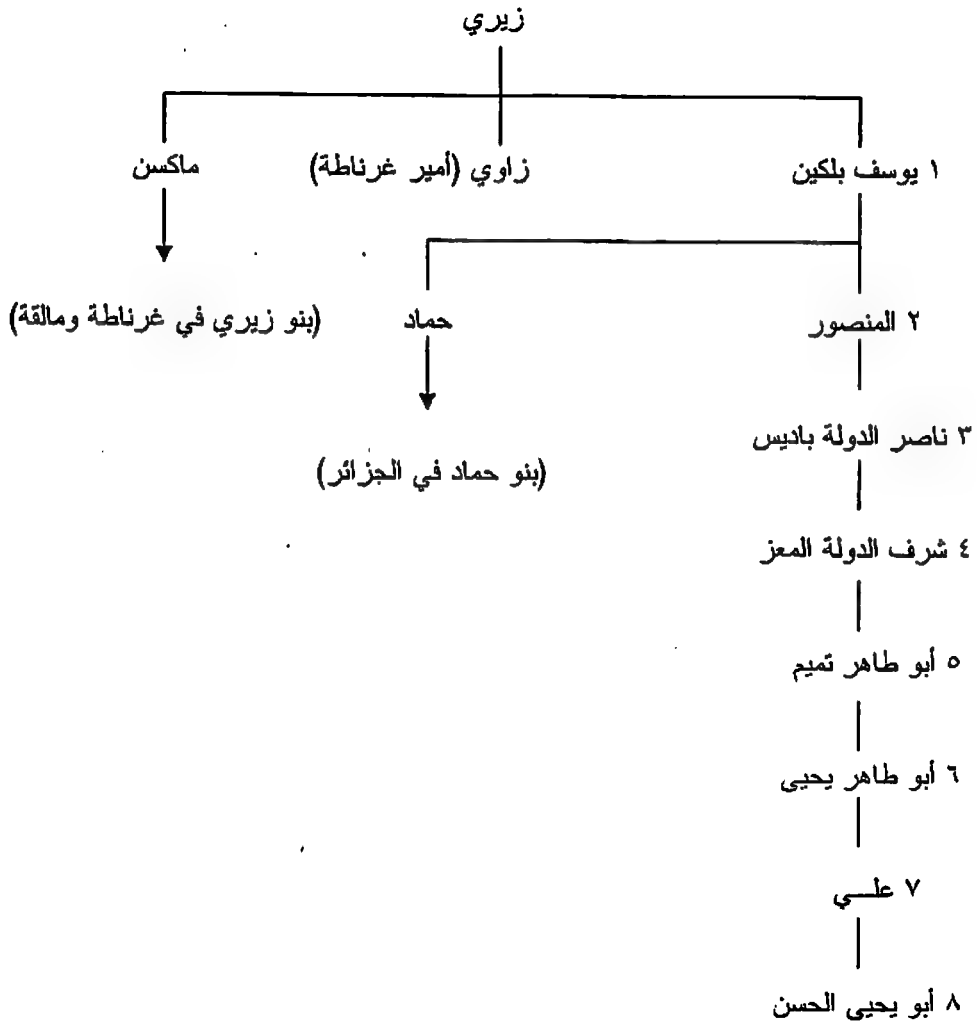 زيري
١ يوسف بلكين
زاوي (أمير غرناطة)
ماكسن
٢ المنصور
حماد
(بنو زيري في غرناطة ومالقة)
٣ ناصر الدولة باديس
(بنو حماد في الجزائر)
٤ شرف الدولة المعز
٥ أبو طاهر تميم
٦ أبو طاهر يحيى
٧ علي
٨ أبو يحيى الحسن